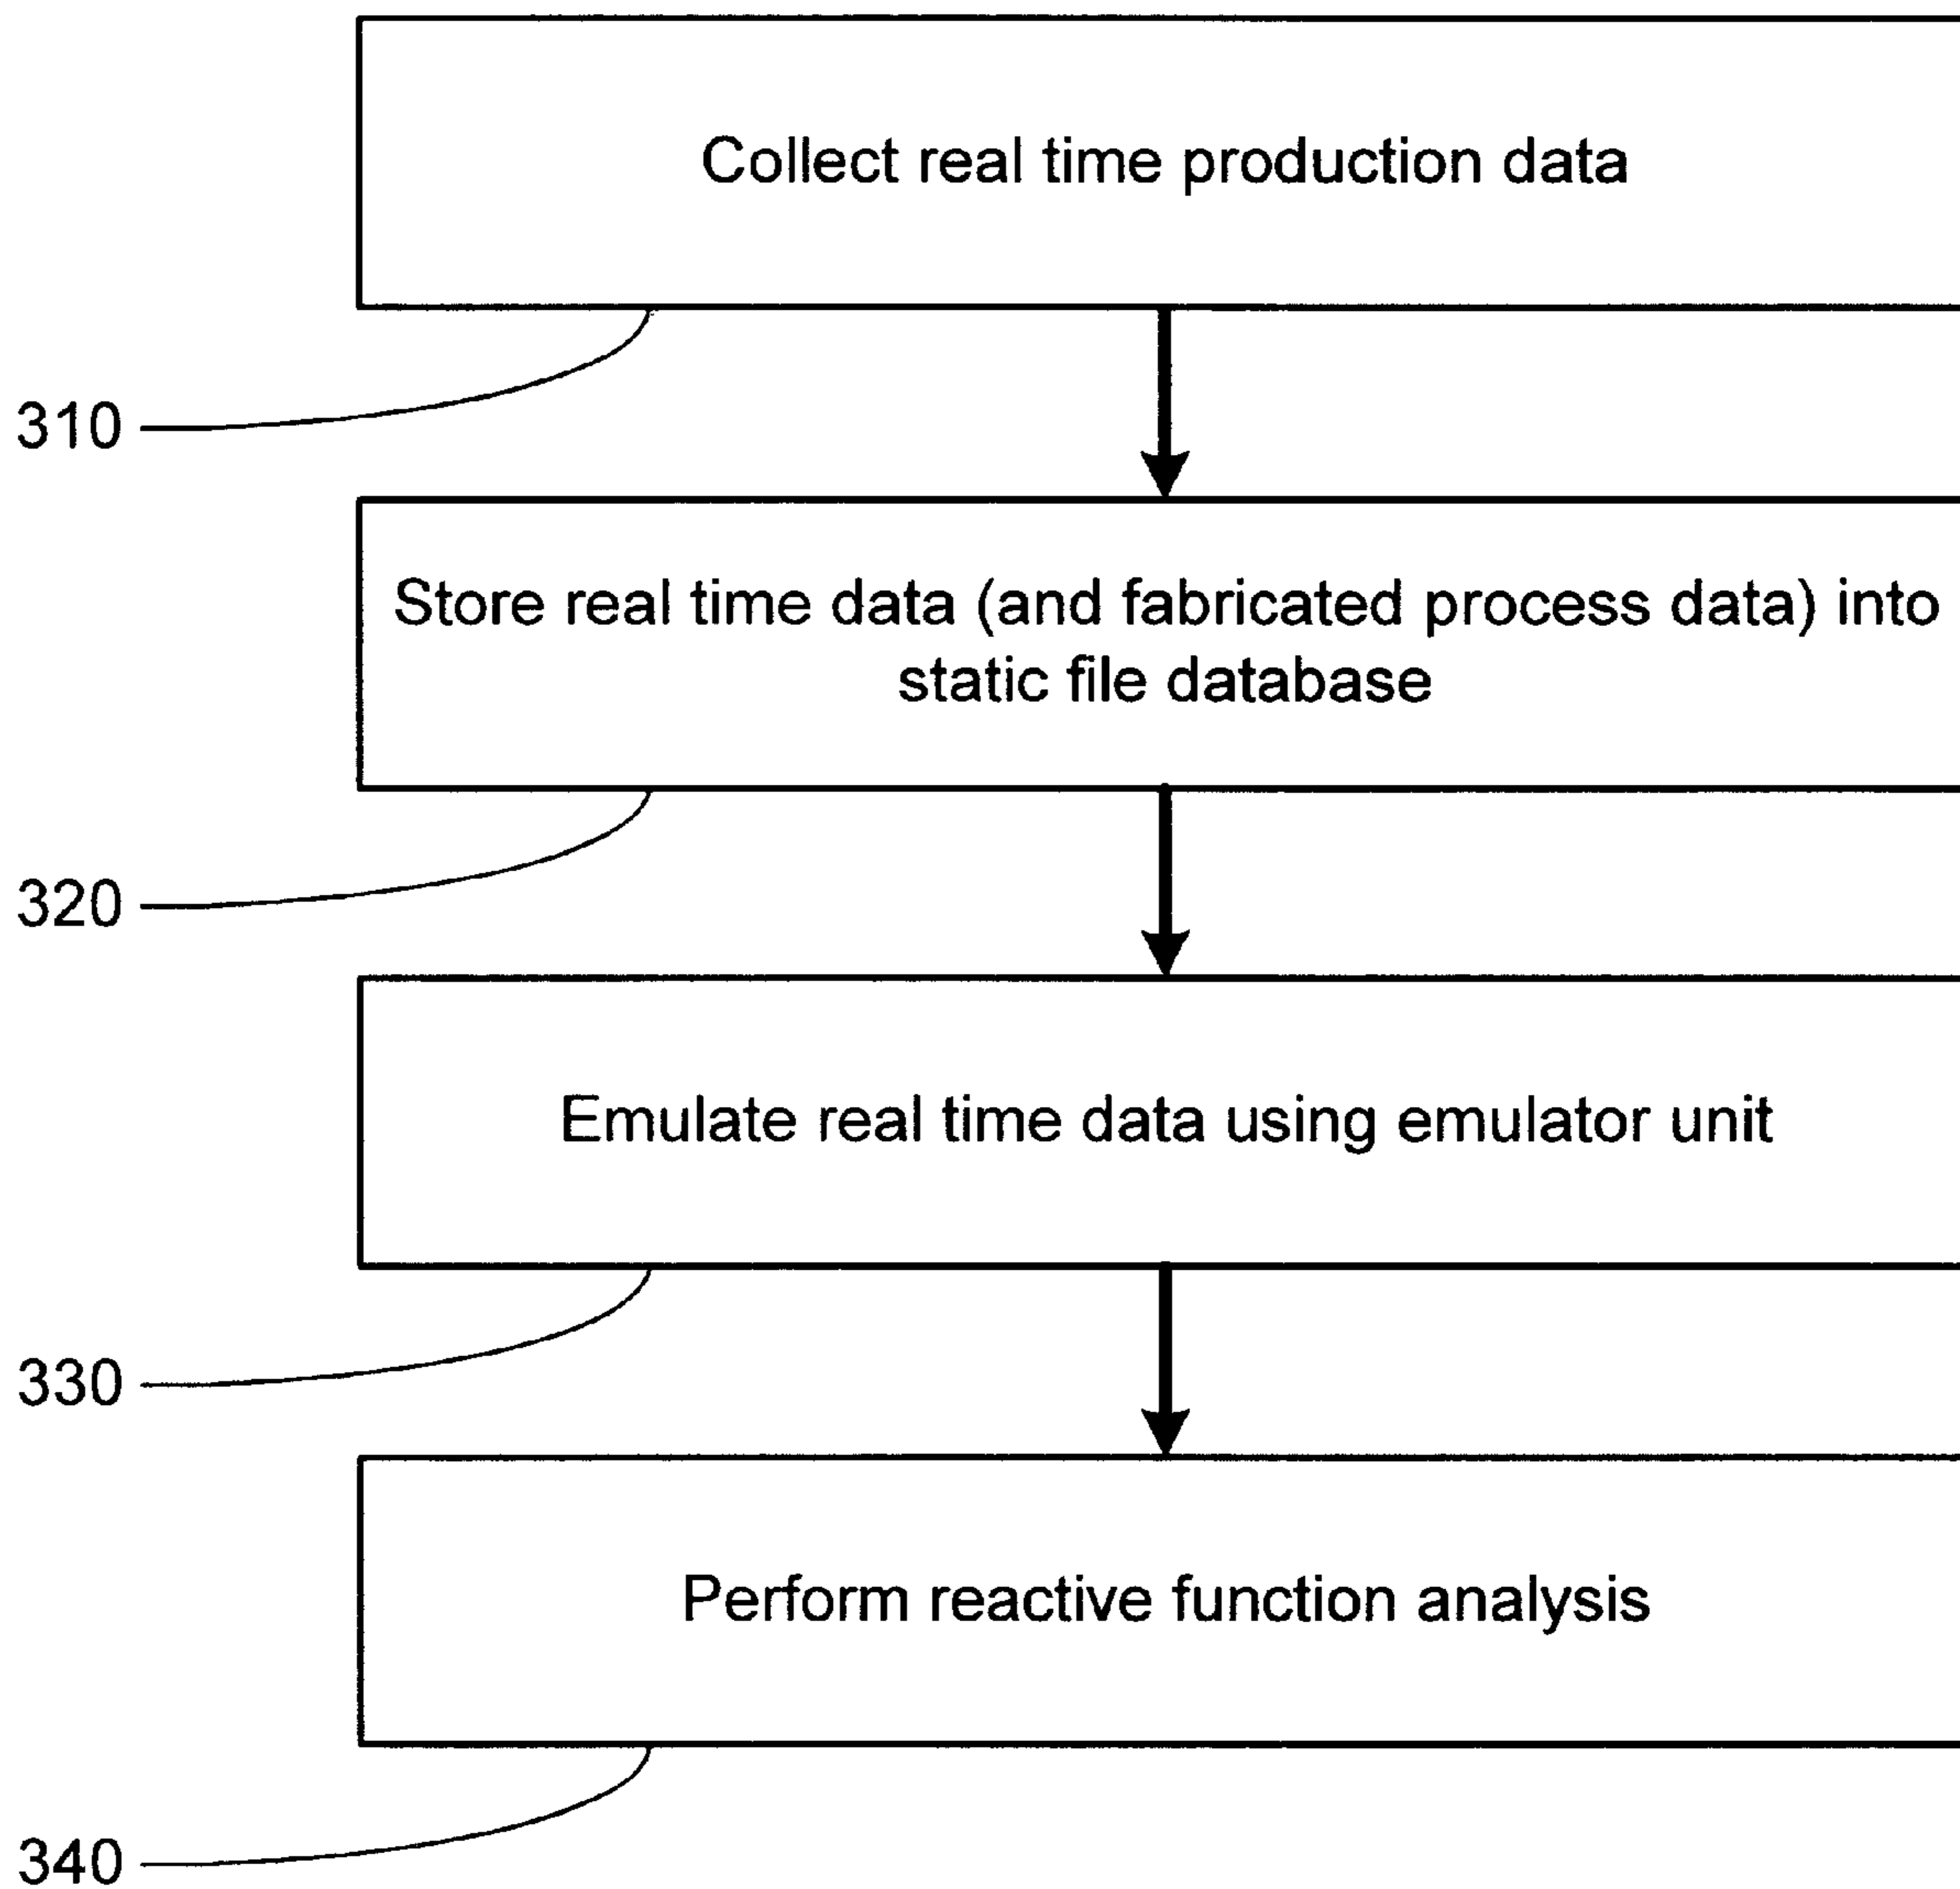 Collect real time production data
310
Store real time data (and fabricated process data) into
static file database
320
Emulate real time data using emulator unit
330
Perform reactive function analysis
340